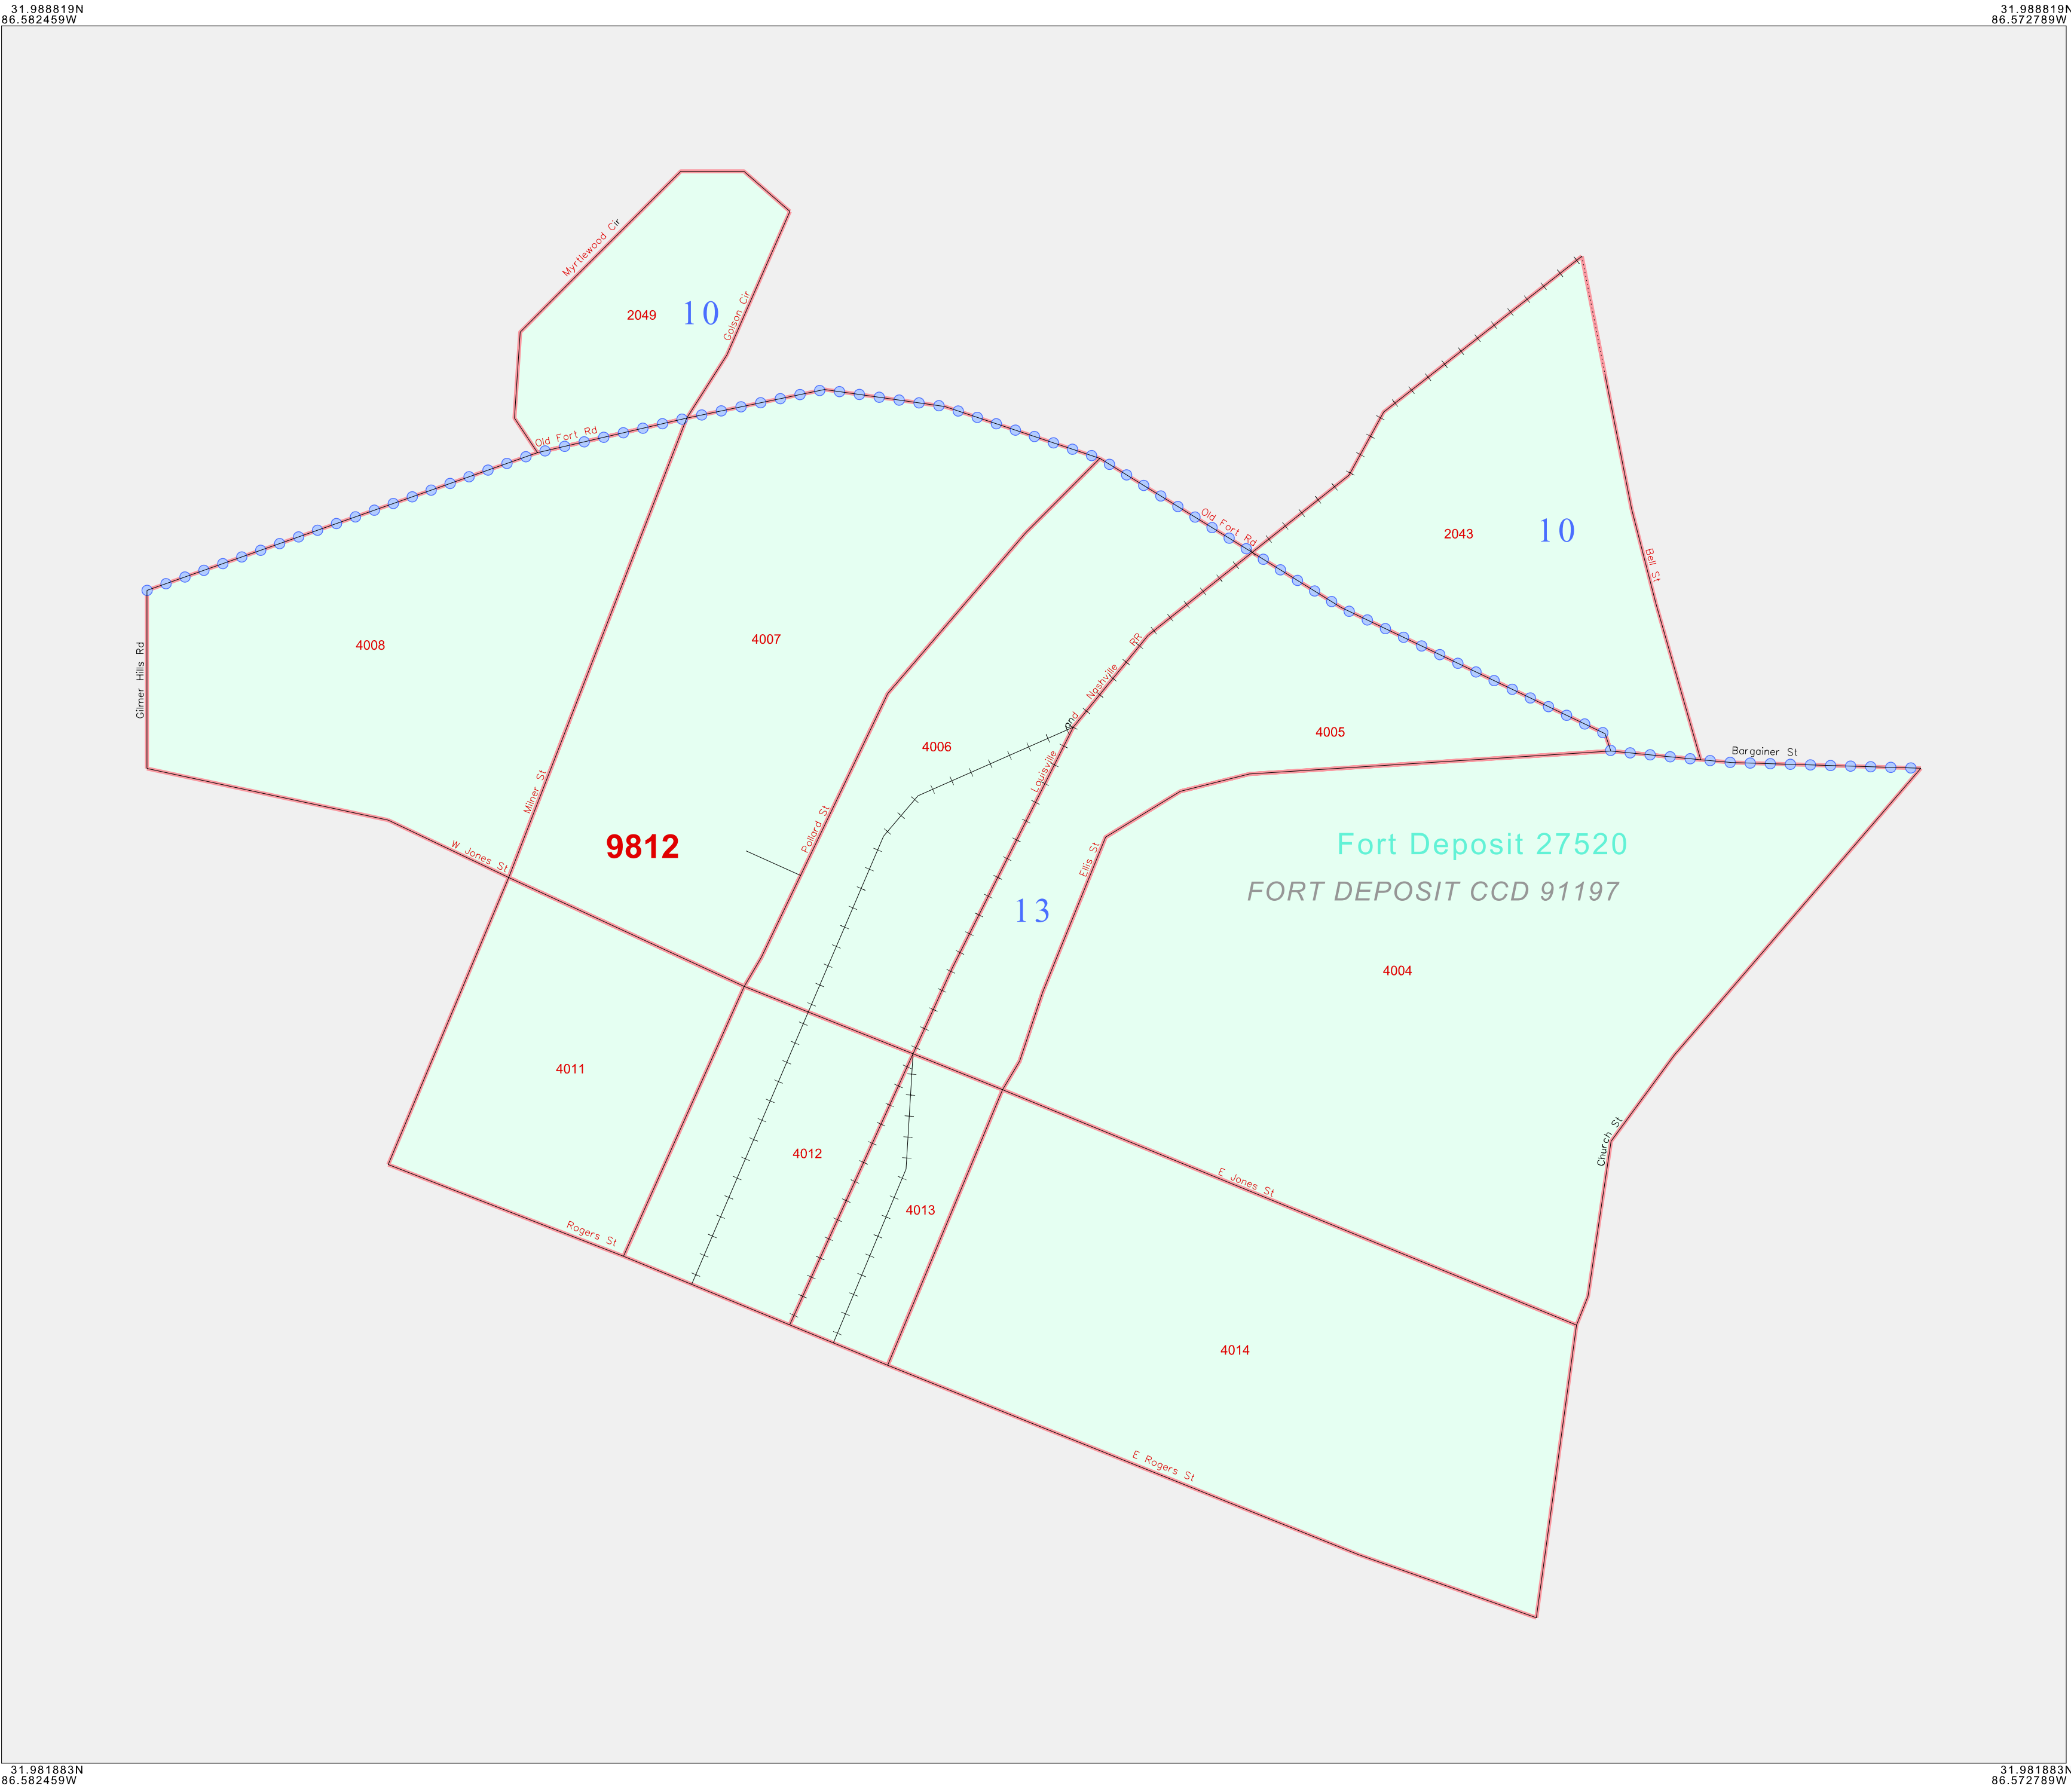 31.988819N
86.582459W
31.988819N
86.572789W
Myrtlewood Cir
2049
10
Golson Cir
Old Fort Rd
Old Fort Rd
2043
10
Bell St
Gilmer Hills Rd
4008
4007
4006
Louisville and Nashville RR
4005
Bargainer St
Milner St
W Jones St
9812
Pollard St
Ellis St
13
Fort Deposit 27520
FORT DEPOSIT CCD 91197
4004
4011
4012
4013
E Jones St
Church St
Rogers St
4014
E Rogers St
31.981883N
86.582459W
31.981883N
86.572789W